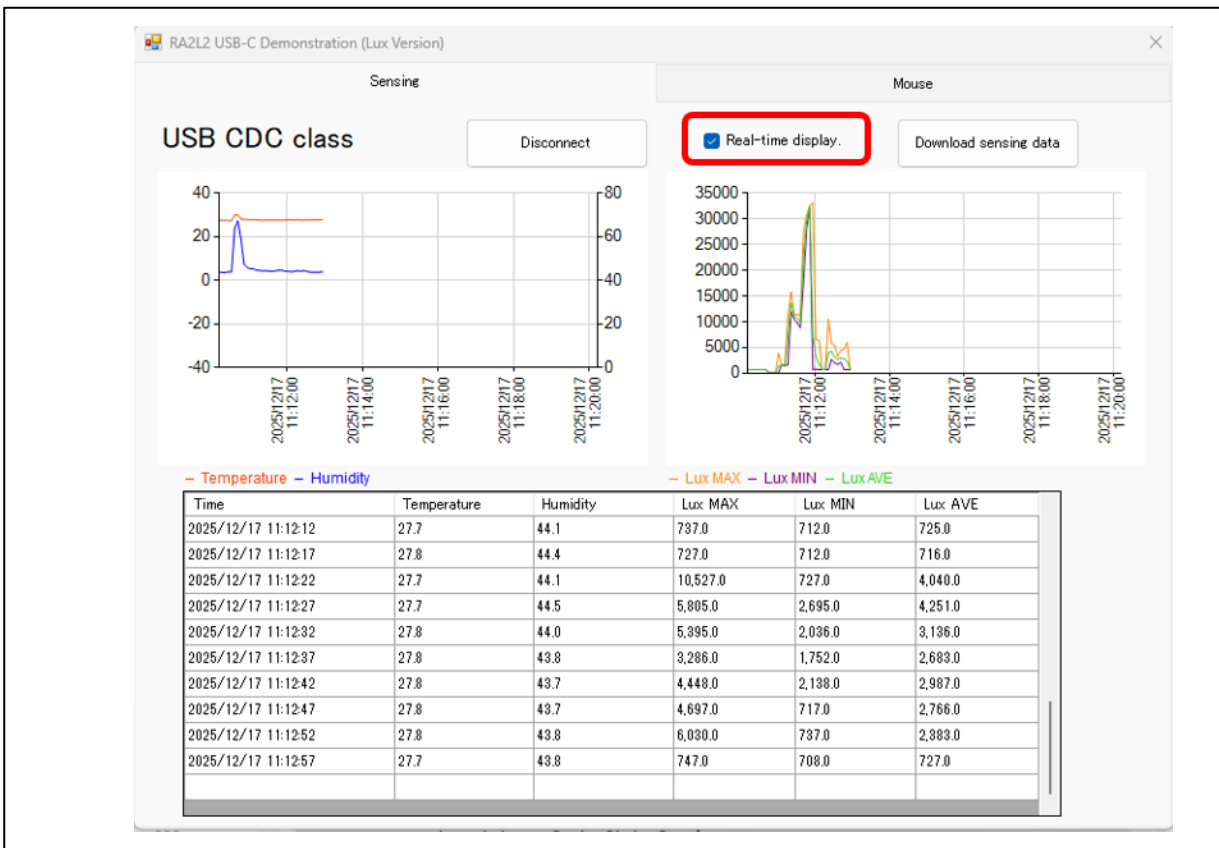 RA2L2 USB-C Demonstration (Lux Version)
Sensing
Mouse
USB CDC class
Disconnect
Real-time display.
Download sensing data
40
20
0
-20
-40
80
60
40
20
0
2025/12/17 11:12:00
2025/12/17 11:14:00
2025/12/17 11:16:00
2025/12/17 11:18:00
2025/12/17 11:20:00
35000
30000
25000
20000
15000
10000
5000
0
2025/12/17 11:12:00
2025/12/17 11:14:00
2025/12/17 11:16:00
2025/12/17 11:18:00
2025/12/17 11:20:00
Temperature Humidity
Lux MAX Lux MIN Lux AVE
Time Temperature Humidity Lux MAX Lux MIN Lux AVE
2025/12/17 11:12:12 27.7 44.1 737.0 712.0 725.0
2025/12/17 11:12:17 27.8 44.4 727.0 712.0 716.0
2025/12/17 11:12:22 27.7 44.1 10,527.0 727.0 4,040.0
2025/12/17 11:12:27 27.7 44.5 5,805.0 2,695.0 4,251.0
2025/12/17 11:12:32 27.8 44.0 5,395.0 2,036.0 3,136.0
2025/12/17 11:12:37 27.8 43.8 3,286.0 1,752.0 2,683.0
2025/12/17 11:12:42 27.8 43.7 4,448.0 2,138.0 2,987.0
2025/12/17 11:12:47 27.8 43.7 4,697.0 717.0 2,766.0
2025/12/17 11:12:52 27.8 43.8 6,030.0 737.0 2,383.0
2025/12/17 11:12:57 27.7 43.8 747.0 708.0 727.0